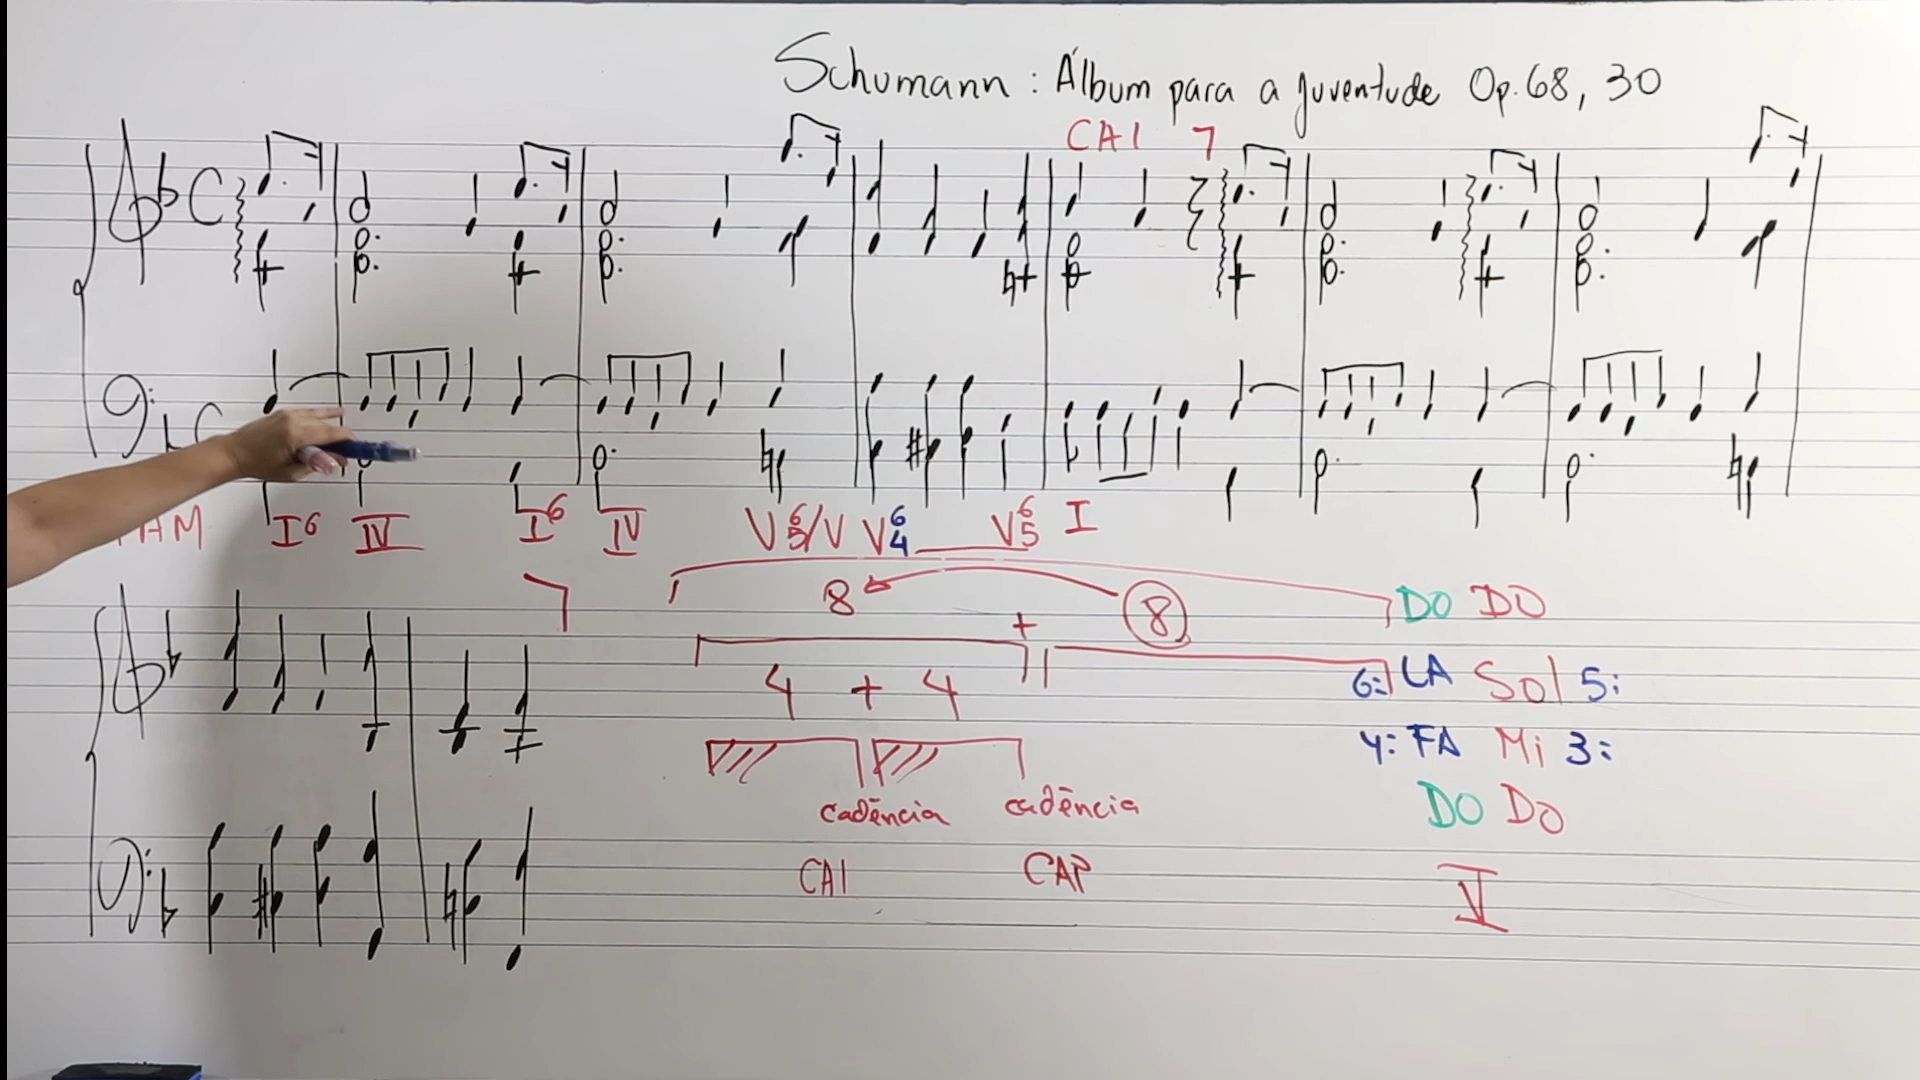 Schumann : Álbum para a juventude Op.68, 30
CAI 7
AM I6 IV I6 IV V6/5/V V6/4 V6/5 I
8 8 DO DO
+
4 + 4 6: LA Sol 5:
4: FA Mi 3:
cadência cadência DO DO
CAI CAP V